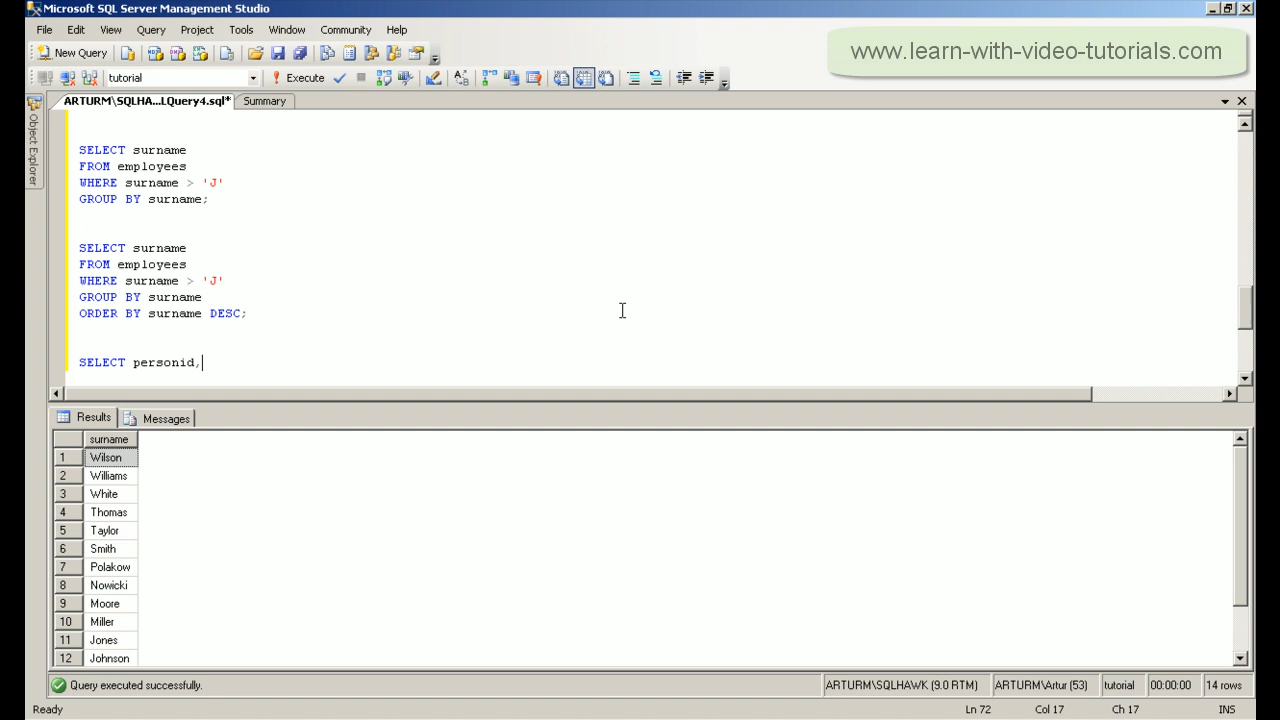 Microsoft SQL Server Management Studio
File Edit View Query Project Tools Window Community Help
www.learn-with-video-tutorials.com
New Query
tutorial Execute
ARTURM\SQLHA...LQuery4.sql* Summary
Object Explorer
SELECT surname
FROM employees
WHERE surname > 'J'
GROUP BY surname;
SELECT surname
FROM employees
WHERE surname > 'J'
GROUP BY surname
ORDER BY surname DESC;
SELECT personid,
Results Messages
surname
1 Wilson
2 Williams
3 White
4 Thomas
5 Taylor
6 Smith
7 Polakow
8 Nowicki
9 Moore
10 Miller
11 Jones
12 Johnson
Query executed successfully. ARTURM\SQLHAWK (9.0 RTM) ARTURM\Artur (53) tutorial 00:00:00 14 rows
Ready Ln 72 Col 17 Ch 17 INS